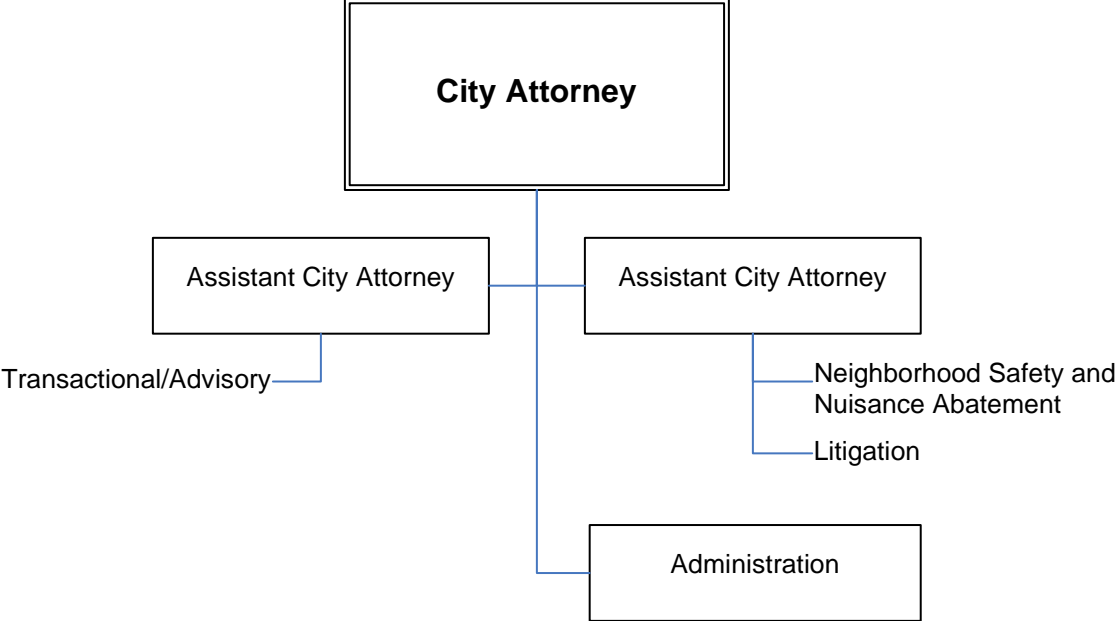 City Attorney
Assistant City Attorney
Assistant City Attorney
Transactional/Advisory
Neighborhood Safety and
Nuisance Abatement
Litigation
Administration